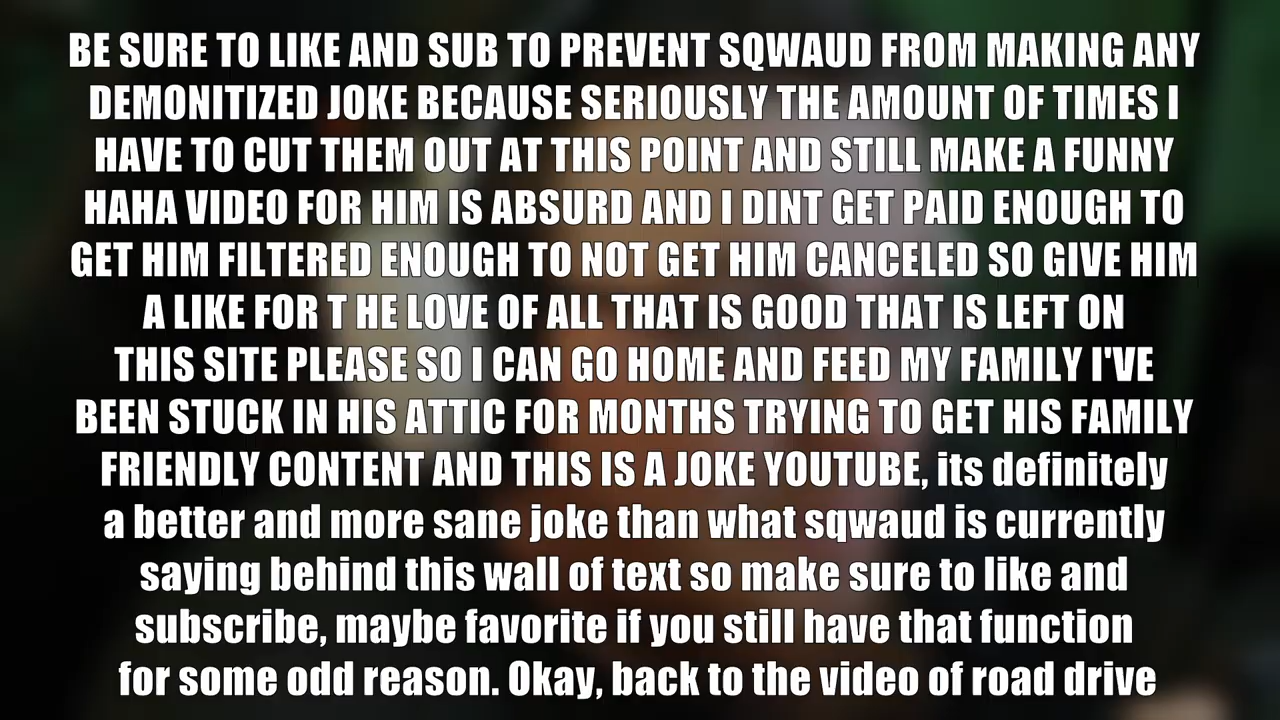 BE SURE TO LIKE AND SUB TO PREVENT SQWAUD FROM MAKING ANY
DEMONITIZED JOKE BECAUSE SERIOUSLY THE AMOUNT OF TIMES I
HAVE TO CUT THEM OUT AT THIS POINT AND STILL MAKE A FUNNY
HAHA VIDEO FOR HIM IS ABSURD AND I DINT GET PAID ENOUGH TO
GET HIM FILTERED ENOUGH TO NOT GET HIM CANCELED SO GIVE HIM
A LIKE FOR T HE LOVE OF ALL THAT IS GOOD THAT IS LEFT ON
THIS SITE PLEASE SO I CAN GO HOME AND FEED MY FAMILY I'VE
BEEN STUCK IN HIS ATTIC FOR MONTHS TRYING TO GET HIS FAMILY
FRIENDLY CONTENT AND THIS IS A JOKE YOUTUBE, its definitely
a better and more sane joke than what sqwaud is currently
saying behind this wall of text so make sure to like and
subscribe, maybe favorite if you still have that function
for some odd reason. Okay, back to the video of road drive